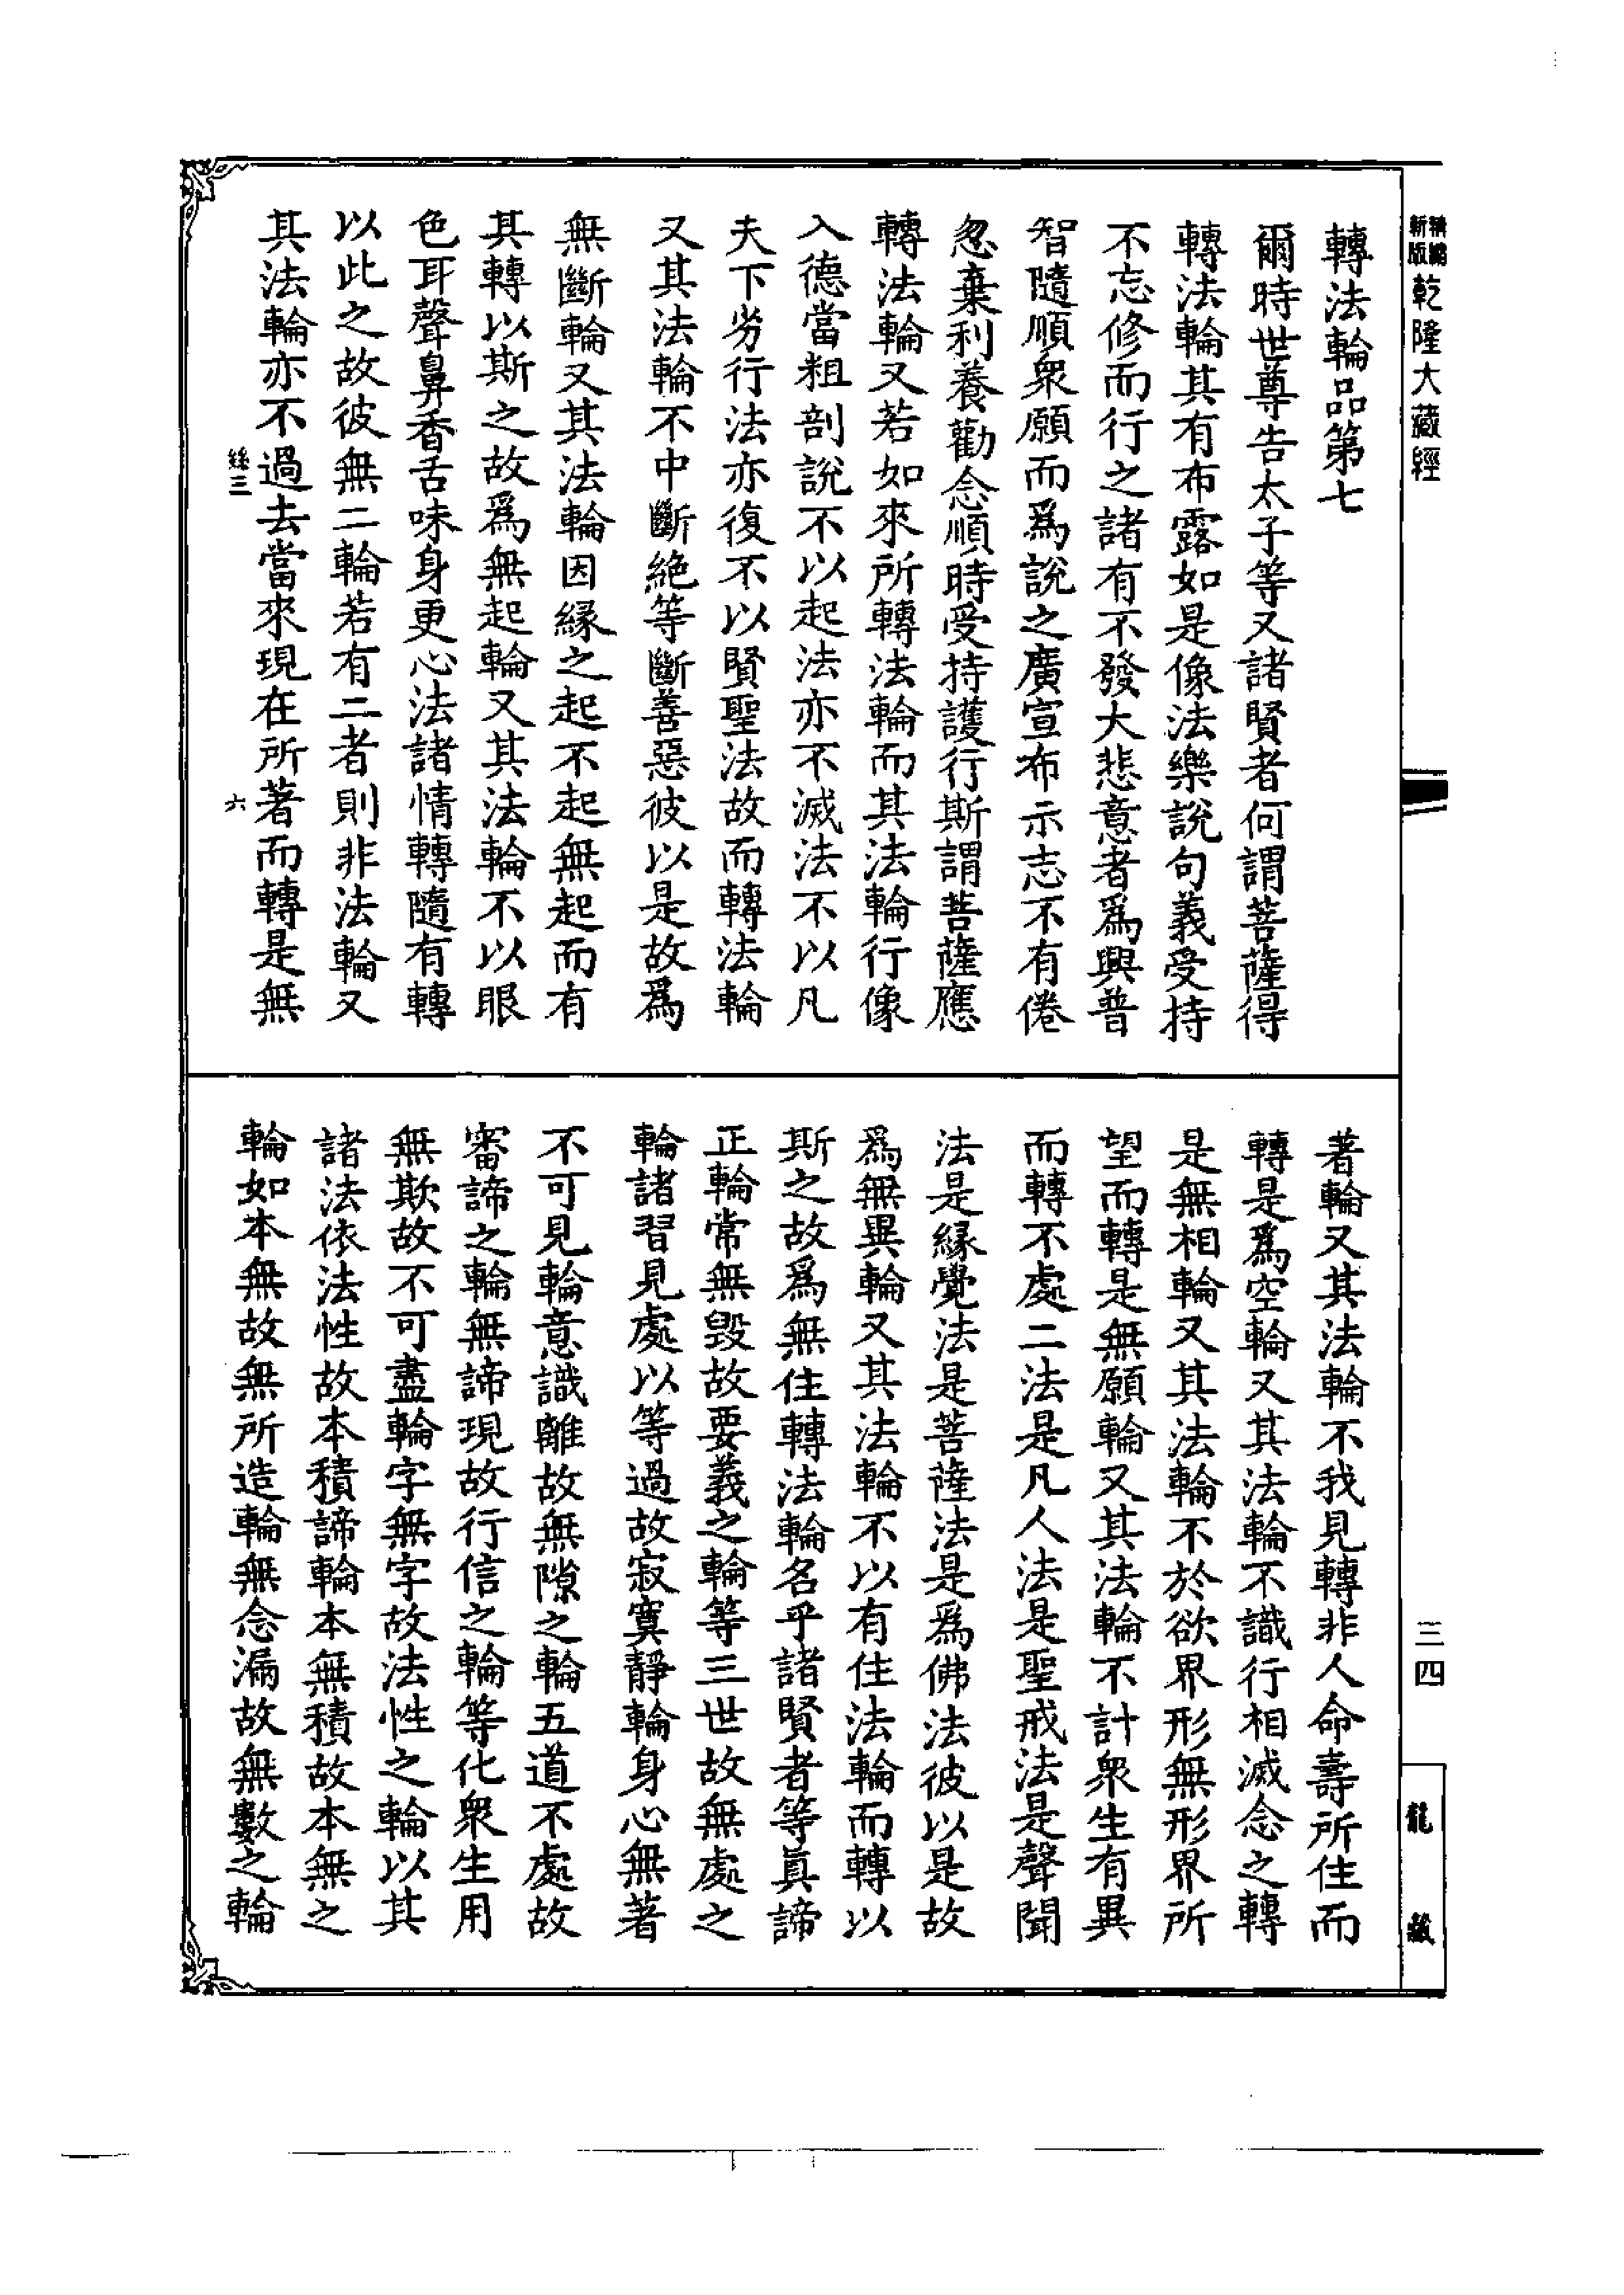 新編
新版
乾隆大藏經
轉法輪品第七
爾時世尊告太子等又諸賢者何謂菩薩得
轉法輪其有布露如是像法樂說句義受持
不忘修而行之諸有不發大悲意者爲興普
智隨順衆願而爲說之廣宣布示志不有倦
忽棄利養勸念順時受持護行斯謂菩薩應
轉法輪又若如來所轉法輪而其法輪行像
入德當粗剖說不以起法亦不滅法不以凡
夫下劣行法亦復不以賢聖法故而轉法輪
又其法輪不中斷絶等斷善惡彼以是故爲
無斷輪又其法輪因緣之起不起無起而有
其轉以斯之故爲無起輪又其法輪不以眼
色耳聲鼻香舌味身更心法諸情轉隨有轉
以此之故彼無二輪若有二者則非法輪又
其法輪亦不過去當來現在所著而轉是無
絲三
六
著輪又其法輪不我見轉非人命壽所住而
轉是爲空輪又其法輪不識行相滅念之轉
是無相輪又其法輪不於欲界形無形界所
望而轉是無願輪又其法輪不計衆生有異
而轉不處二法是凡人法是聖戒法是聲聞
法是緣覺法是菩薩法是爲佛法彼以是故
爲無異輪又其法輪不以有住法輪而轉以
斯之故爲無住轉法輪名乎諸賢者等眞諦
正輪常無毀故要義之輪等三世故無處之
輪諸習見處以等過故寂寞靜輪身心無著
不可見輪意識離故無隙之輪五道不處故
審諦之輪無諦現故行信之輪等化衆生用
無欺故不可盡輪字無字故法性之輪以其
諸法依法性故本積諦輪本無積故本無之
輪如本無故無所造輪無念漏故無數之輪
三四
龍藏